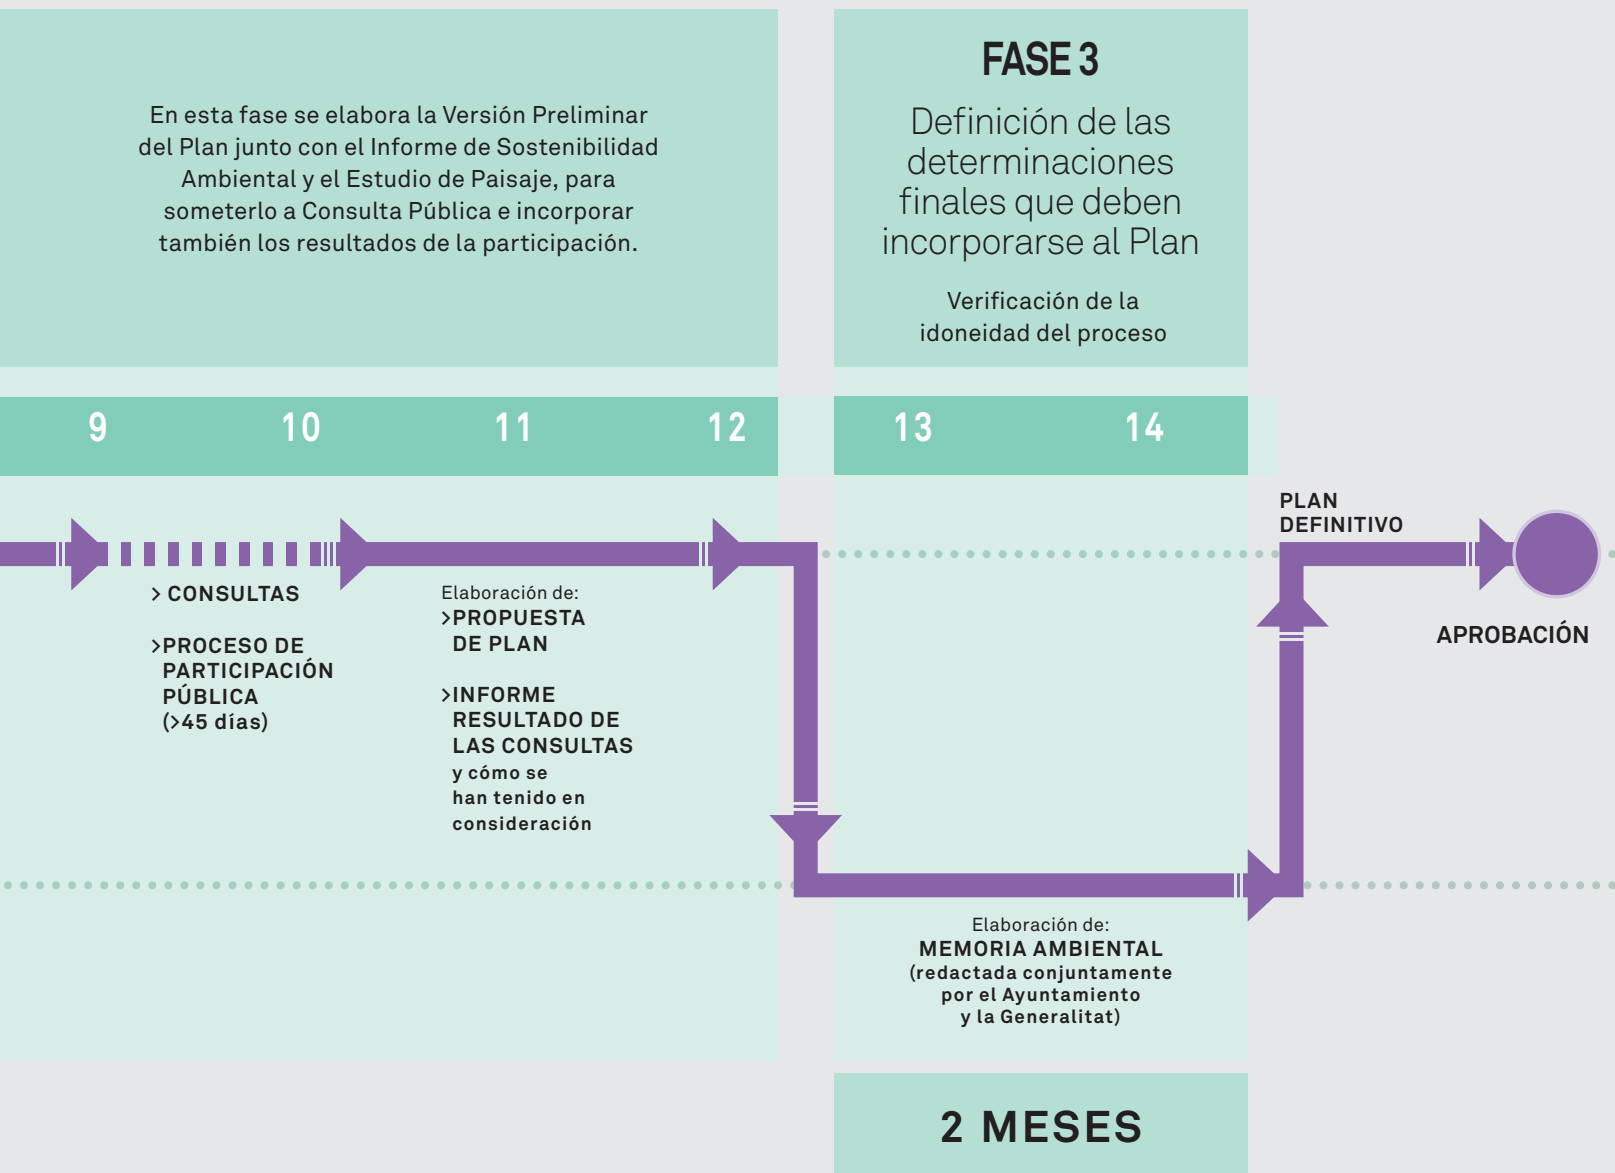 En esta fase se elabora la Versión Preliminar
del Plan junto con el Informe de Sostenibilidad
Ambiental y el Estudio de Paisaje, para
someterlo a Consulta Pública e incorporar
también los resultados de la participación.
FASE 3
Definición de las
determinaciones
finales que deben
incorporarse al Plan
Verificación de la
idoneidad del proceso
9 10 11 12 13 14
> CONSULTAS
>PROCESO DE
PARTICIPACIÓN
PÚBLICA
(>45 días)
Elaboración de:
>PROPUESTA
DE PLAN
>INFORME
RESULTADO DE
LAS CONSULTAS
y cómo se
han tenido en
consideración
Elaboración de:
MEMORIA AMBIENTAL
(redactada conjuntamente
por el Ayuntamiento
y la Generalitat)
PLAN
DEFINITIVO
APROBACIÓN
2 MESES